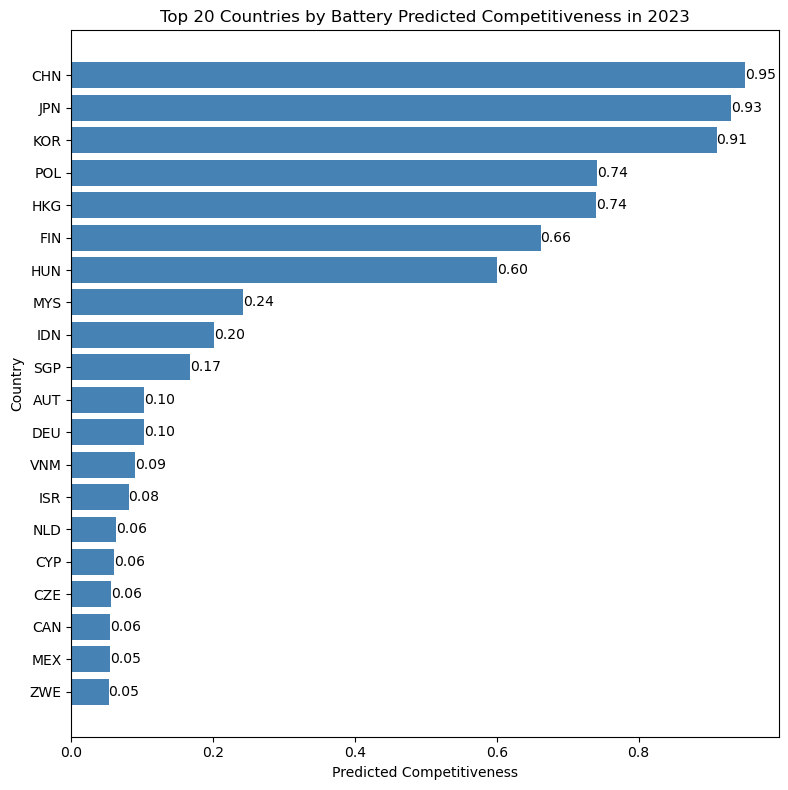 Top 20 Countries by Battery Predicted Competitiveness in 2023
CHN 0.95
JPN 0.93
KOR 0.91
POL 0.74
HKG 0.74
FIN 0.66
HUN 0.60
MYS 0.24
IDN 0.20
SGP 0.17
AUT 0.10
DEU 0.10
VNM 0.09
ISR 0.08
NLD 0.06
CYP 0.06
CZE 0.06
CAN 0.06
MEX 0.05
ZWE 0.05
Country
0.0 0.2 0.4 0.6 0.8
Predicted Competitiveness